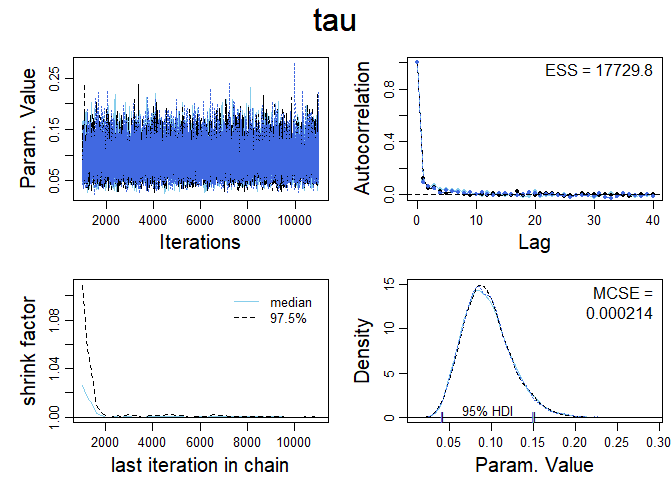 tau
Param. Value
0.05 0.15 0.25
2000 4000 6000 8000 10000
Iterations
Autocorrelation
0.0 0.4 0.8
ESS = 17729.8
0 10 20 30 40
Lag
shrink factor
1.00 1.04 1.08
median
97.5%
2000 4000 6000 8000 10000
last iteration in chain
Density
0 5 10 15
MCSE =
0.000214
95% HDI
0.05 0.10 0.15 0.20 0.25 0.30
Param. Value